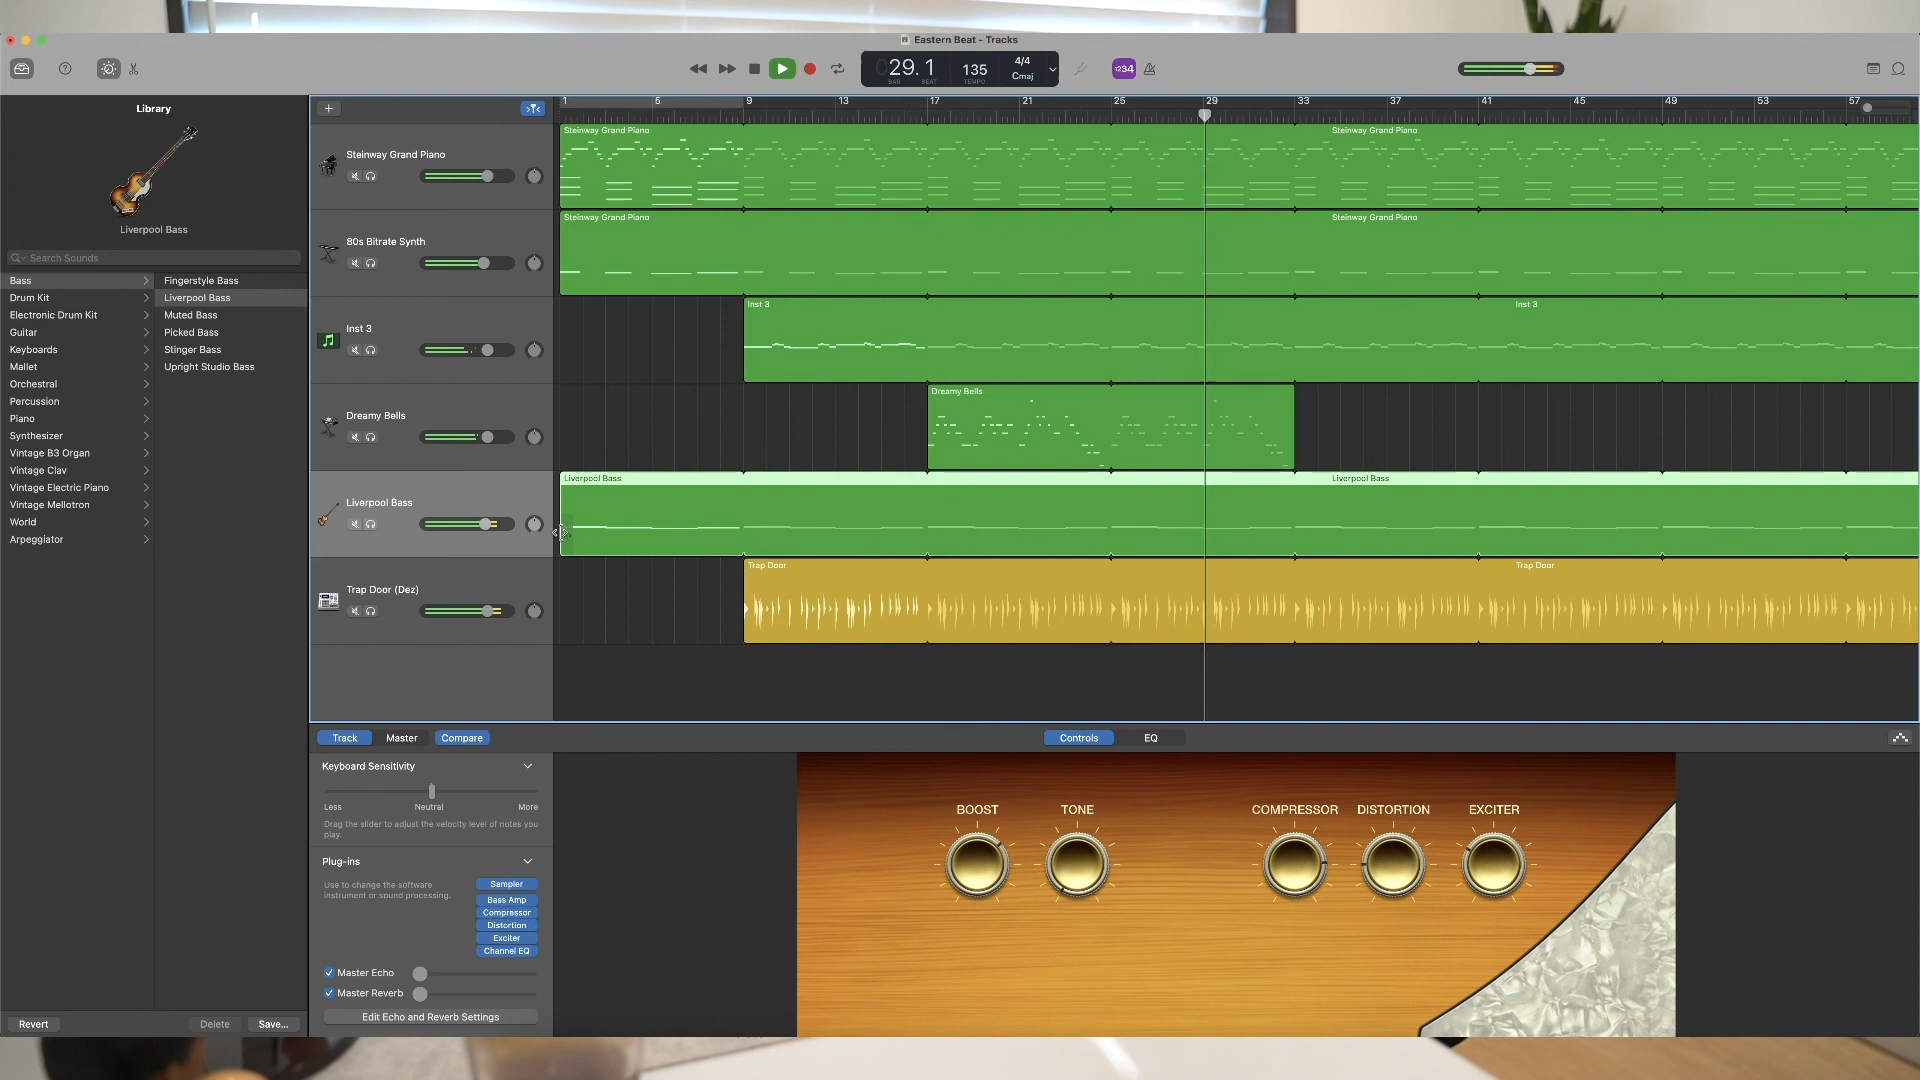 Eastern Beat - Tracks
029. 1
BAR
BEAT
135
TEMPO
4/4
Cmaj
1234
Library
Liverpool Bass
Search Sounds
Bass
Drum Kit
Electronic Drum Kit
Guitar
Keyboards
Mallet
Orchestral
Percussion
Piano
Synthesizer
Vintage B3 Organ
Vintage Clav
Vintage Electric Piano
Vintage Mellotron
World
Arpeggiator
Fingerstyle Bass
Liverpool Bass
Muted Bass
Picked Bass
Stinger Bass
Upright Studio Bass
Revert
Delete
Save...
1 5 9 13 17 21 25 29 33 37 41 45 49 53 57
Steinway Grand Piano
Steinway Grand Piano
Steinway Grand Piano
80s Bitrate Synth
Steinway Grand Piano
Steinway Grand Piano
Inst 3
Inst 3
Inst 3
Dreamy Bells
Dreamy Bells
Liverpool Bass
Liverpool Bass
Liverpool Bass
Trap Door (Dez)
Trap Door
Trap Door
Track
Master
Compare
Controls
EQ
Keyboard Sensitivity
Less
Neutral
More
Drag the slider to adjust the velocity level of notes you
play.
Plug-ins
Use to change the software
instrument or sound processing.
Sampler
Bass Amp
Compressor
Distortion
Exciter
Channel EQ
Master Echo
Master Reverb
Edit Echo and Reverb Settings
BOOST
TONE
COMPRESSOR
DISTORTION
EXCITER